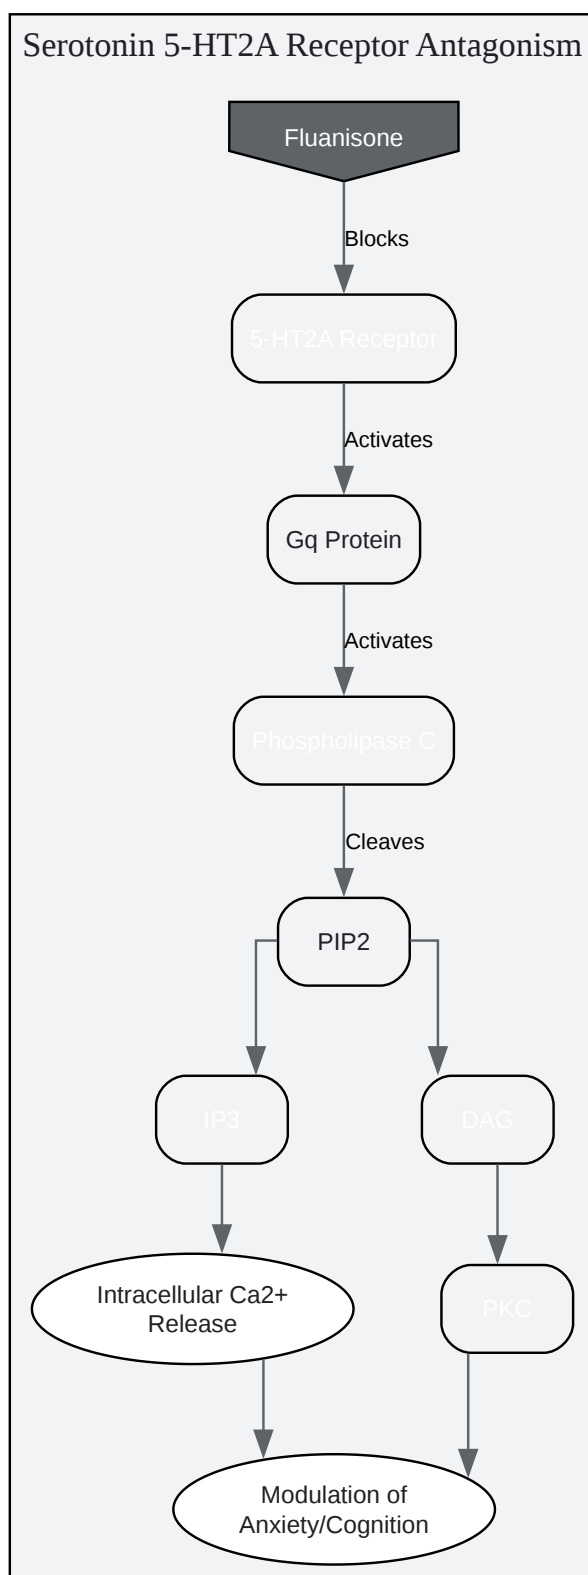 Serotonin 5-HT2A Receptor Antagonism
Fluanisone
Blocks
5-HT2A Receptor
Activates
Gq Protein
Activates
Phospholipase C
Cleaves
PIP2
IP3
DAG
Intracellular Ca2+
Release
PKC
Modulation of
Anxiety/Cognition